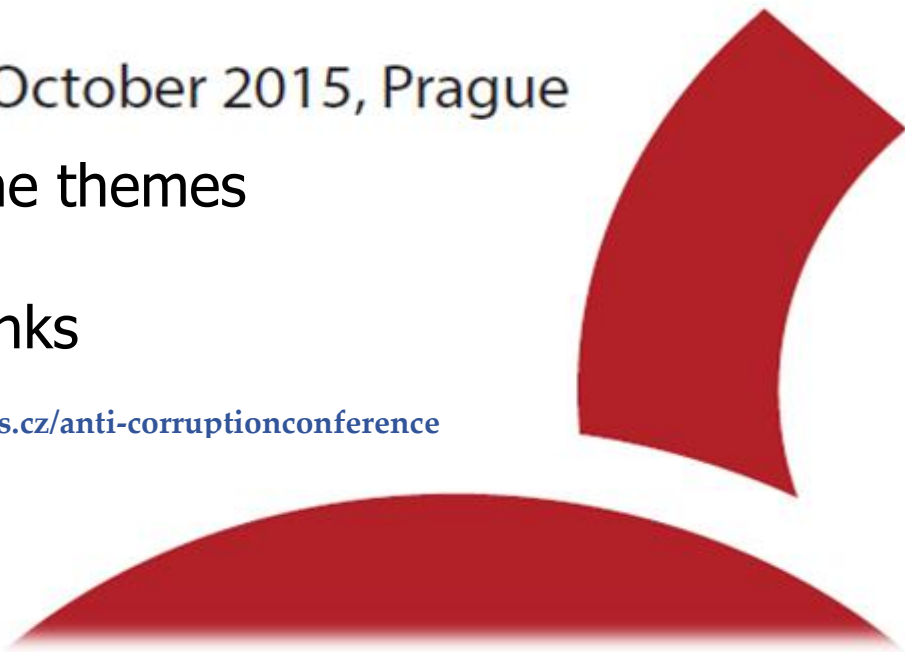 October 2015, Prague
ne themes
nks
s.cz/anti-corruptionconference